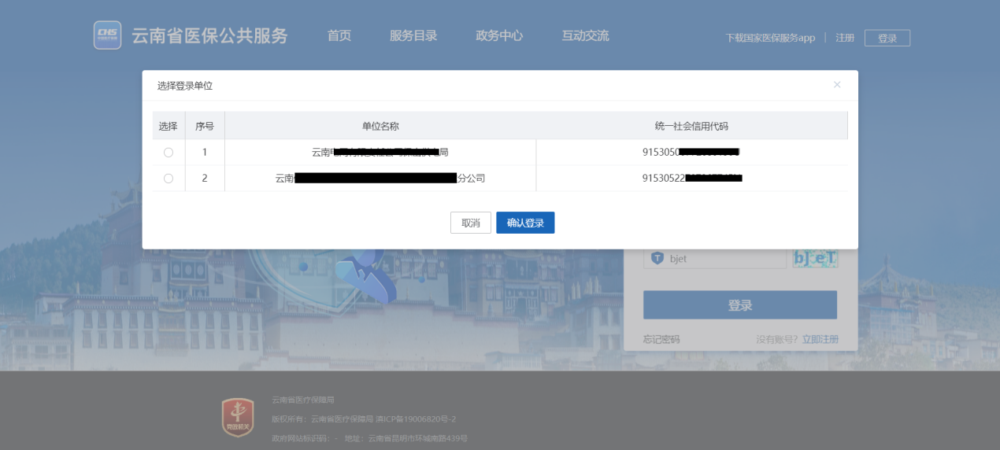 CHS 云南省医保公共服务 首页 服务目录 政务中心 互动交流 下载国家医保服务app | 注册 登录
选择登录单位 ×
选择 序号 单位名称 统一社会信用代码
1 云南 局 9153050
2 云南 分公司 91530522
取消 确认登录
bjet bjeT
登录
忘记密码 没有账号？立即注册
党政机关
云南省医疗保障局
版权所有：云南省医疗保障局 滇ICP备19006820号-2
政府网站标识码：- 地址：云南省昆明市环城南路439号